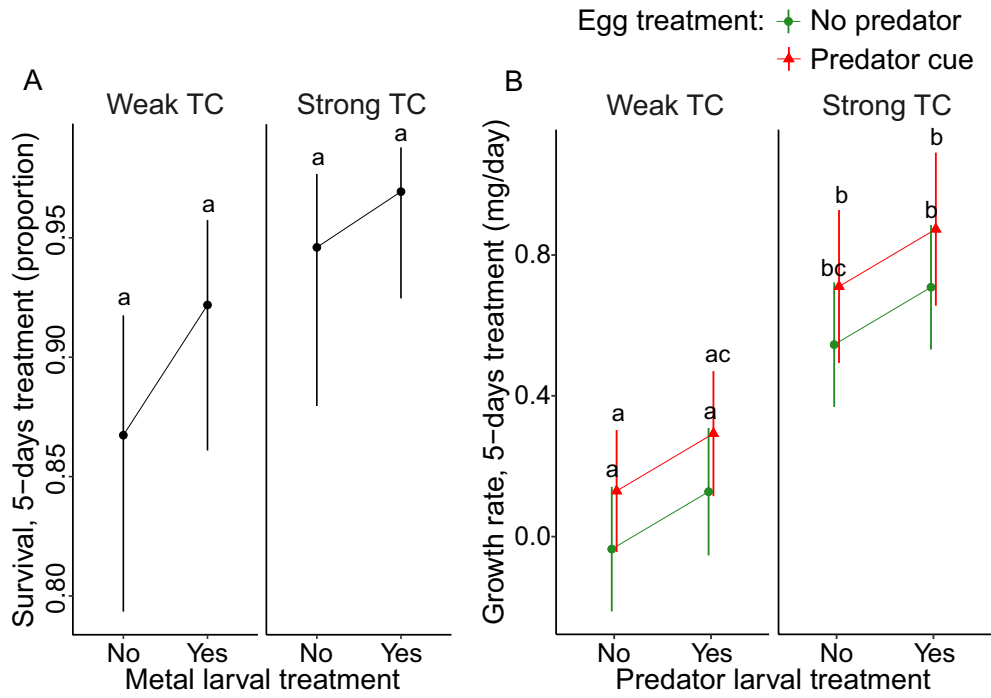 Egg treatment:
No predator
Predator cue
A
Weak TC
Strong TC
Survival, 5−days treatment (proportion)
0.95
0.90
0.85
0.80
a
a
a
a
No
Yes
No
Yes
Metal larval treatment
B
Weak TC
Strong TC
Growth rate, 5−days treatment (mg/day)
0.8
0.4
0.0
a
a
ac
a
b
bc
b
b
No
Yes
No
Yes
Predator larval treatment